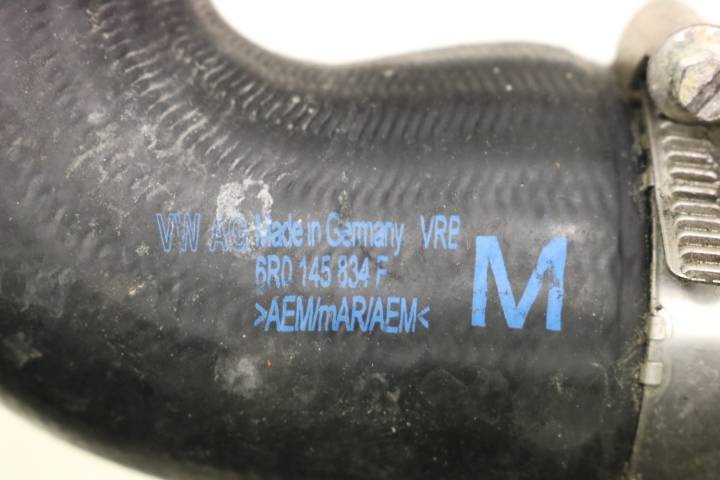 VW AG Made in Germany VRB M
6R0 145 834 F
>AEM/mAR/AEM<